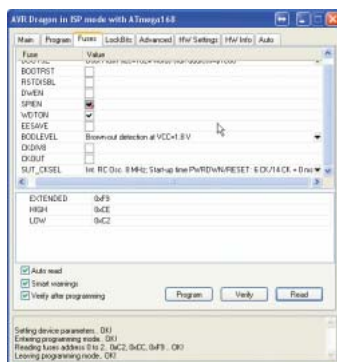 AVR Dragon in ISP mode with ATmega168
Main Program Fuses LockBits Advanced HW Settings HW Info Auto
Fuse Value
BOOTRST
RSTDISBL
DWEN
SPIEN
WDTON
EESAVE
BODLEVEL Brown-out detection at VCC=1.8 V
CKDIV8
CKOUT
SUT_CKSEL Int. RC Osc. 8 MHz; Start-up time PWRDWN/RESET: 6 CK/14 CK + 0 ms
EXTENDED 0xF9
HIGH 0xCE
LOW 0xC2
Auto read
Smart warnings
Verify after programming
Program Verify Read
Setting device parameters.. OK!
Entering programming mode.. OK!
Reading fuses address 0 to 2.. 0xC2, 0xCE, 0xF9 .. OK!
Leaving programming mode.. OK!